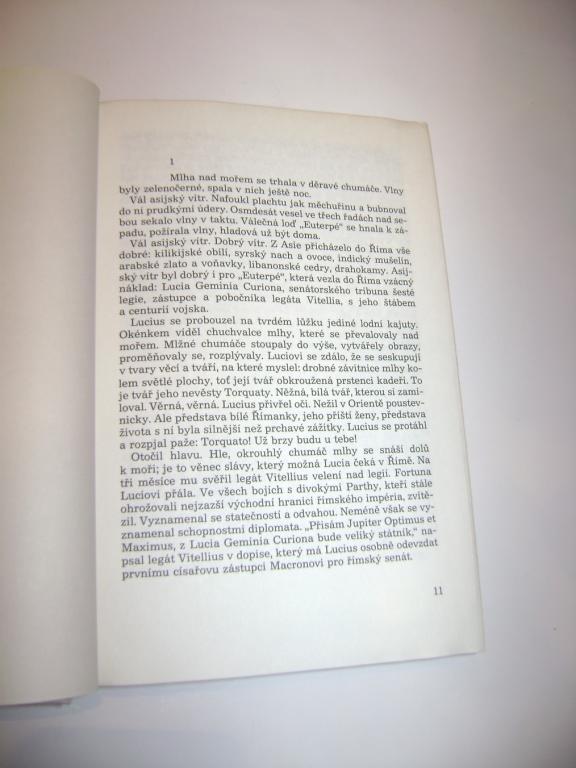 1
Mlha nad mořem se trhala v děravé chumáče. Vlny
byly zelenočerné, spala v nich ještě noc.
Vál asijský vítr. Nafoukl plachtu jak měchuřinu a bubnoval
do ní prudkými údery. Osmdesát vesel ve třech řadách nad se-
bou sekalo vlny v taktu. Válečná loď „Euterpé“ se hnala k zá-
padu, požírala vlny, hladová už být doma.
Vál asijský vítr. Dobrý vítr. Z Asie přicházelo do Říma vše
dobré: kilikijské obilí, syrský nach a ovoce, indický mušelín,
arabské zlato a voňavky, libanonské cedry, drahokamy. Asij-
ský vítr byl dobrý i pro „Euterpé“, která vezla do Říma vzácný
náklad: Lucia Geminia Curiona, senátorského tribuna šesté
legie, zástupce a pobočníka legáta Vitellia, s jeho štábem
a centurií vojska.
Lucius se probouzel na tvrdém lůžku jediné lodní kajuty.
Okénkem viděl chuchvalce mlhy, které se převalovaly nad
mořem. Mlžné chumáče stoupaly do výše, vytvářely obrazy,
proměňovaly se, rozplývaly. Luciovi se zdálo, že se seskupují
v tvary věcí a tváří, na které myslel: drobné závitnice mlhy ko-
lem světlé plochy, toť její tvář obkroužená prstenci kadeří. To
je tvář jeho nevěsty Torquaty. Něžná, bílá tvář, kterou si zami-
loval. Věrná, věrná. Lucius přivřel oči. Nežil v Orientě poustev-
nicky. Ale představa bílé Římanky, jeho příští ženy, představa
života s ní byla silnější než prchavé zážitky. Lucius se protáhl
a rozpjal paže: Torquato! Už brzy budu u tebe!
Otočil hlavu. Hle, okrouhlý chumáč mlhy se snáší dolů
k moři; je to věnec slávy, který možná Lucia čeká v Římě. Na
tři měsíce mu svěřil legát Vitellius velení nad legií. Fortuna
Luciovi přála. Ve všech bojích s divokými Parthy, kteří stále
ohrožovali nejzazší východní hranici římského impéria, zvítě-
zil. Vyznamenal se statečností a odvahou. Neméně však se vy-
znamenal schopnostmi diplomata. „Přisám Jupiter Optimus et
Maximus, z Lucia Geminia Curiona bude veliký státník,“ na-
psal legát Vitellius v dopise, který má Lucius osobně odevzdat
prvnímu císařovu zástupci Macronovi pro římský senát.
11